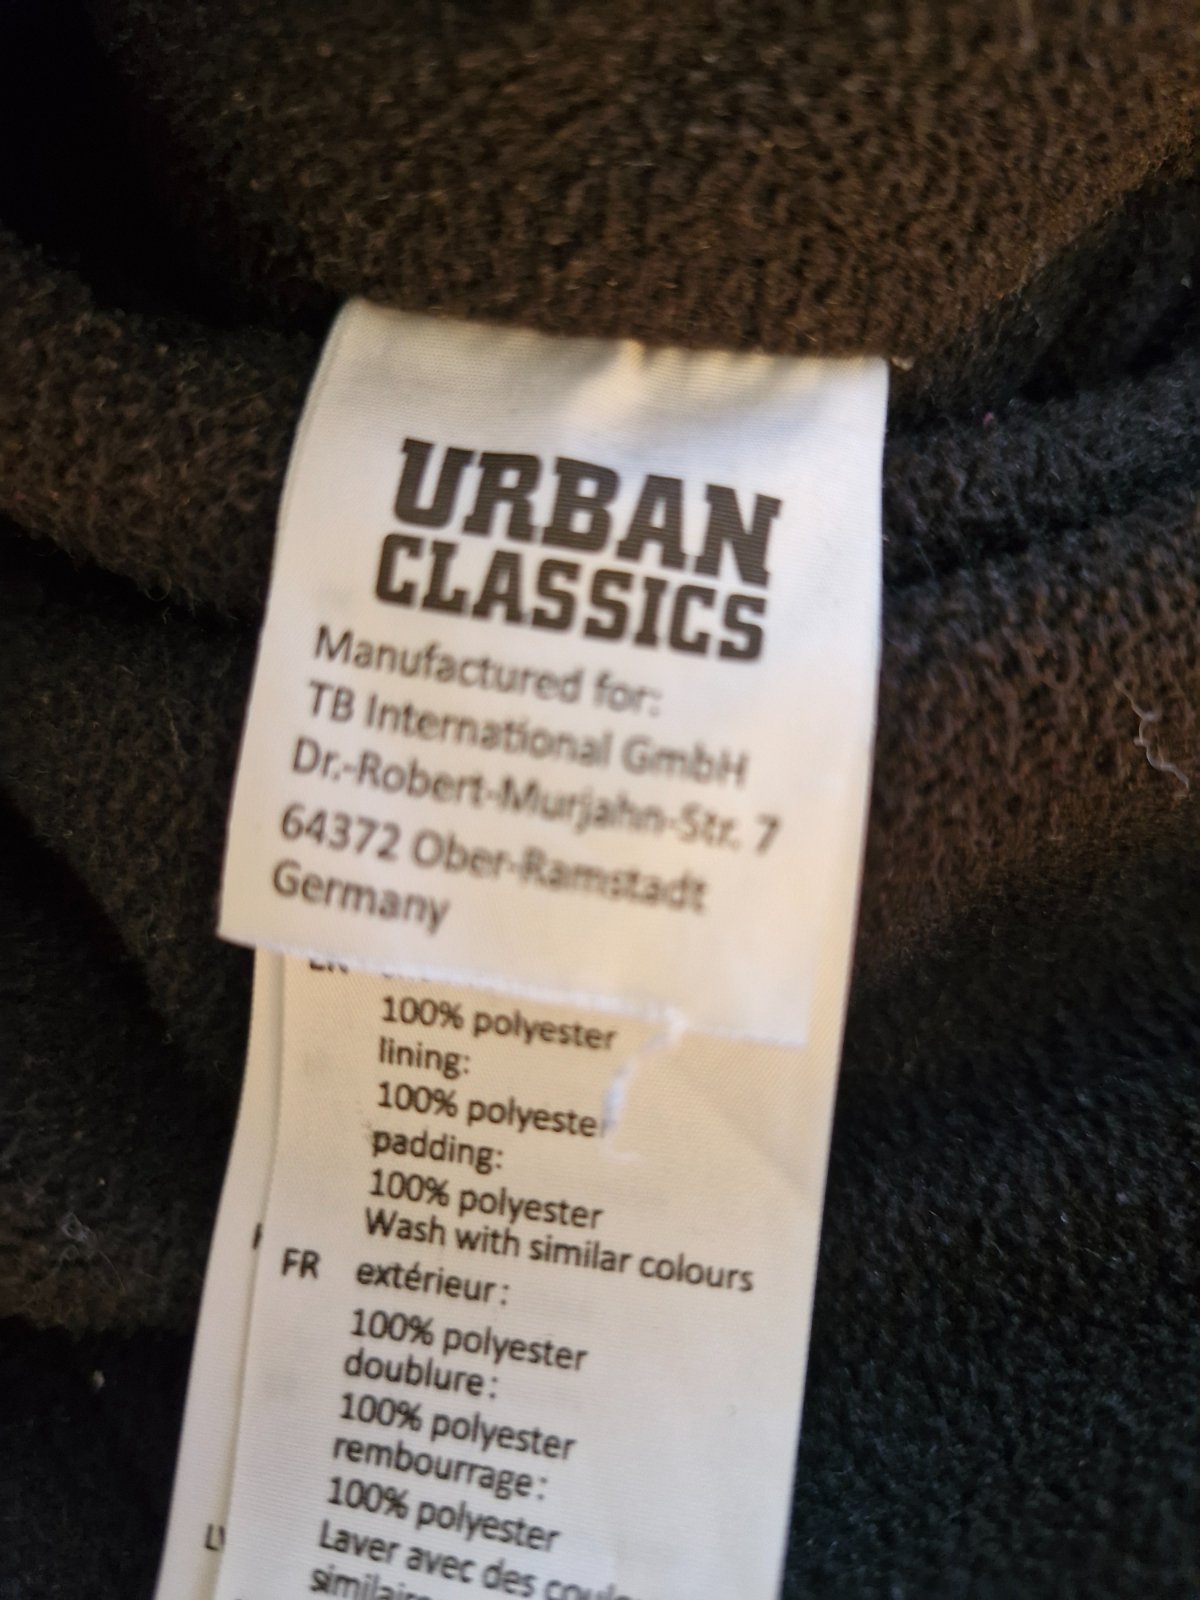 URBAN
CLASSICS
Manufactured for:
TB International GmbH
Dr.-Robert-Murjahn-Str. 7
64372 Ober-Ramstadt
Germany
100% polyester
lining:
100% polyester
padding:
100% polyester
Wash with similar colours
FR extérieur :
100% polyester
doublure :
100% polyester
rembourrage :
100% polyester
Laver avec des